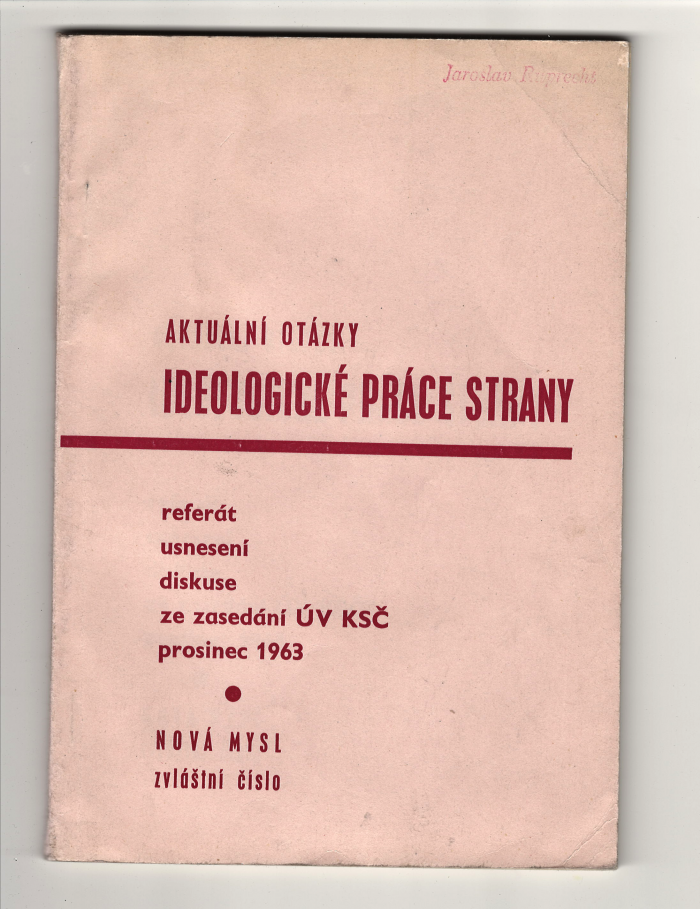 Jaroslav Ruprecht
AKTUÁLNÍ OTÁZKY
IDEOLOGICKÉ PRÁCE STRANY
referát
usnesení
diskuse
ze zasedání ÚV KSČ
prosinec 1963
NOVÁ MYSL
zvláštní číslo